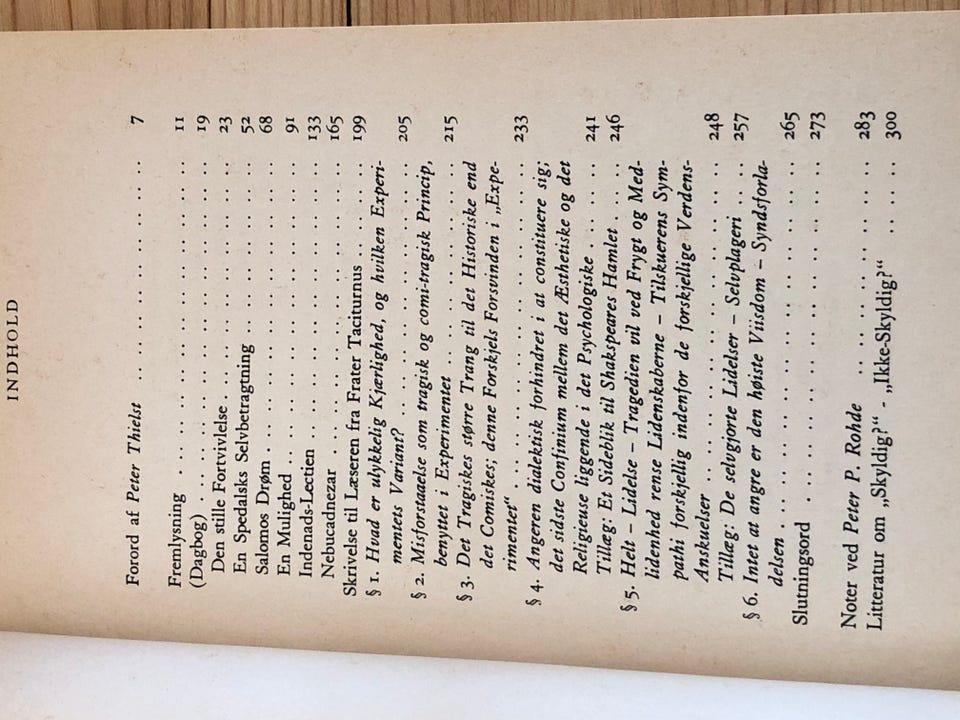 INDHOLD
Forord af Peter Thielst .. .. .. .. .. .. .. .. .. .. 7
Fremlysning .. .. .. .. .. .. .. .. .. .. .. .. .. 11
(Dagbog) .. .. .. .. .. .. .. .. .. .. .. .. .. 19
Den stille Fortvivlelse .. .. .. .. .. .. .. .. .. 23
En Spedalsks Selvbetragtning .. .. .. .. .. .. .. 52
Salomos Drøm .. .. .. .. .. .. .. .. .. .. .. .. 68
En Mulighed .. .. .. .. .. .. .. .. .. .. .. .. 91
Indenads-Lectien .. .. .. .. .. .. .. .. .. .. .. 133
Nebucadnezar .. .. .. .. .. .. .. .. .. .. .. .. 165
Skrivelse til Læseren fra Frater Taciturnus .. .. .. .. 199
§ 1. Hvad er ulykkelig Kjærlighed, og hvilken Experi-
mentets Variant? .. .. .. .. .. .. .. .. .. .. 205
§ 2. Misforstaaelse som tragisk og comi-tragisk Princip,
benyttet i Experimentet .. .. .. .. .. .. .. .. 215
§ 3. Det Tragiskes større Trang til det Historiske end
det Comiskes; denne Forskjels Forsvinden i „Expe-
rimentet“ .. .. .. .. .. .. .. .. .. .. .. .. 233
§ 4. Angeren dialektisk forhindret i at constituere sig;
det sidste Confinium mellem det Æsthetiske og det
Religieuse liggende i det Psychologiske .. .. .. .. 241
Tillæg: Et Sideblik til Shakspeares Hamlet .. .. .. 246
§ 5. Helt – Lidelse – Tragedien vil ved Frygt og Med-
lidenhed rense Lidenskaberne – Tilskuerens Sym-
pathi forskjellig indenfor de forskjellige Verdens-
Anskuelser .. .. .. .. .. .. .. .. .. .. .. .. 248
Tillæg: De selvgjorte Lidelser – Selvplageri .. .. .. 257
§ 6. Intet at angre er den høiste Viisdom – Syndsforla-
delsen .. .. .. .. .. .. .. .. .. .. .. .. .. 265
Slutningsord .. .. .. .. .. .. .. .. .. .. .. .. 273
Noter ved Peter P. Rohde .. .. .. .. .. .. .. .. 283
Litteratur om „Skyldig?“ - „Ikke-Skyldig?“ .. .. .. .. 300